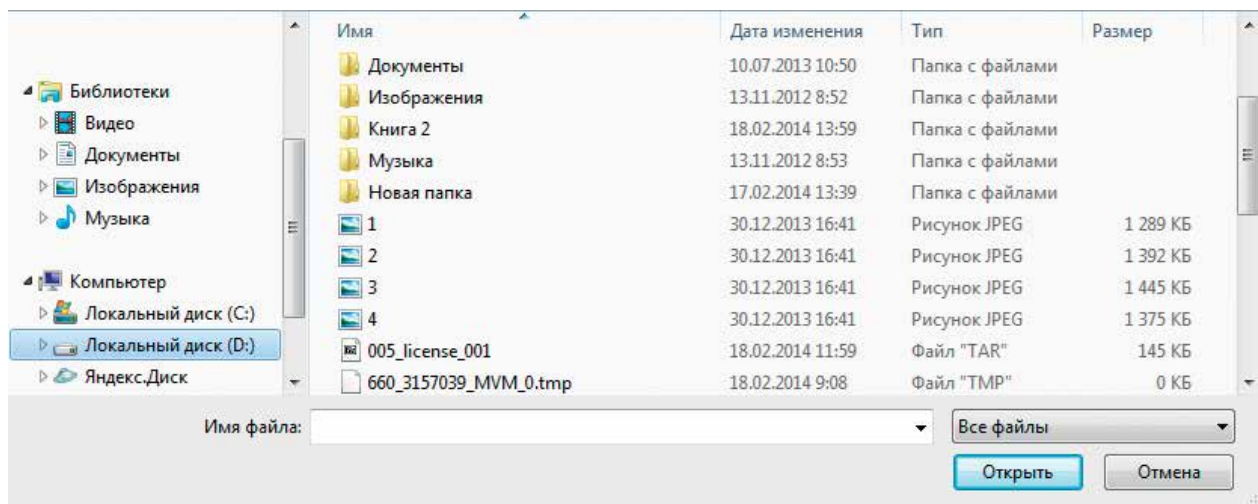 Имя Дата изменения Тип Размер
Документы 10.07.2013 10:50 Папка с файлами
Библиотеки Изображения 13.11.2012 8:52 Папка с файлами
Видео Книга 2 18.02.2014 13:59 Папка с файлами
Документы Музыка 13.11.2012 8:53 Папка с файлами
Изображения Новая папка 17.02.2014 13:39 Папка с файлами
Музыка 1 30.12.2013 16:41 Рисунок JPEG 1 289 КБ
2 30.12.2013 16:41 Рисунок JPEG 1 392 КБ
Компьютер 3 30.12.2013 16:41 Рисунок JPEG 1 445 КБ
Локальный диск (C:) 4 30.12.2013 16:41 Рисунок JPEG 1 375 КБ
Локальный диск (D:) 005_license_001 18.02.2014 11:59 Файл "TAR" 145 КБ
Яндекс.Диск 660_3157039_MVM_0.tmp 18.02.2014 9:08 Файл "TMP" 0 КБ
Имя файла: Все файлы
Открыть Отмена